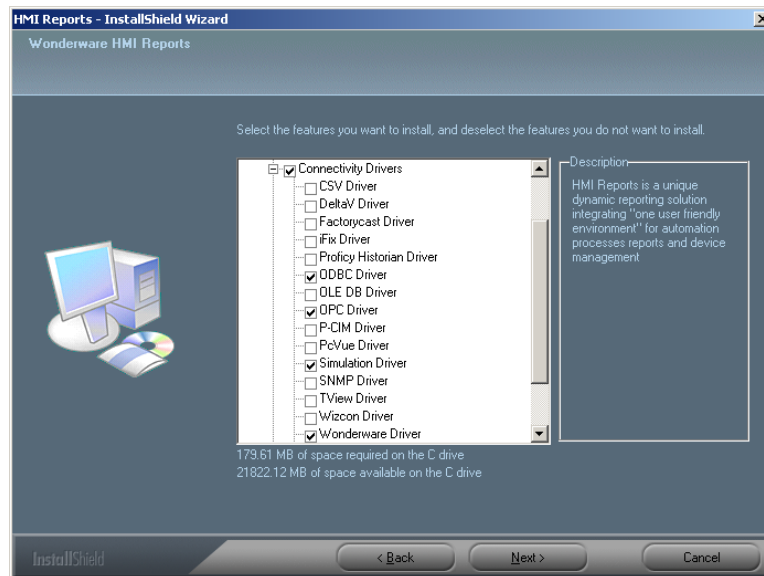 HMI Reports - InstallShield Wizard
Wonderware HMI Reports
Select the features you want to install, and deselect the features you do not want to install.
Connectivity Drivers
CSV Driver
DeltaV Driver
Factorycast Driver
iFix Driver
Proficy Historian Driver
ODBC Driver
OLE DB Driver
OPC Driver
P-CIM Driver
PcVue Driver
Simulation Driver
SNMP Driver
TView Driver
Wizcon Driver
Wonderware Driver
Description
HMI Reports is a unique
dynamic reporting solution
integrating "one user friendly
environment" for automation
processes reports and device
management
179.61 MB of space required on the C drive
21822.12 MB of space available on the C drive
InstallShield
< Back
Next >
Cancel